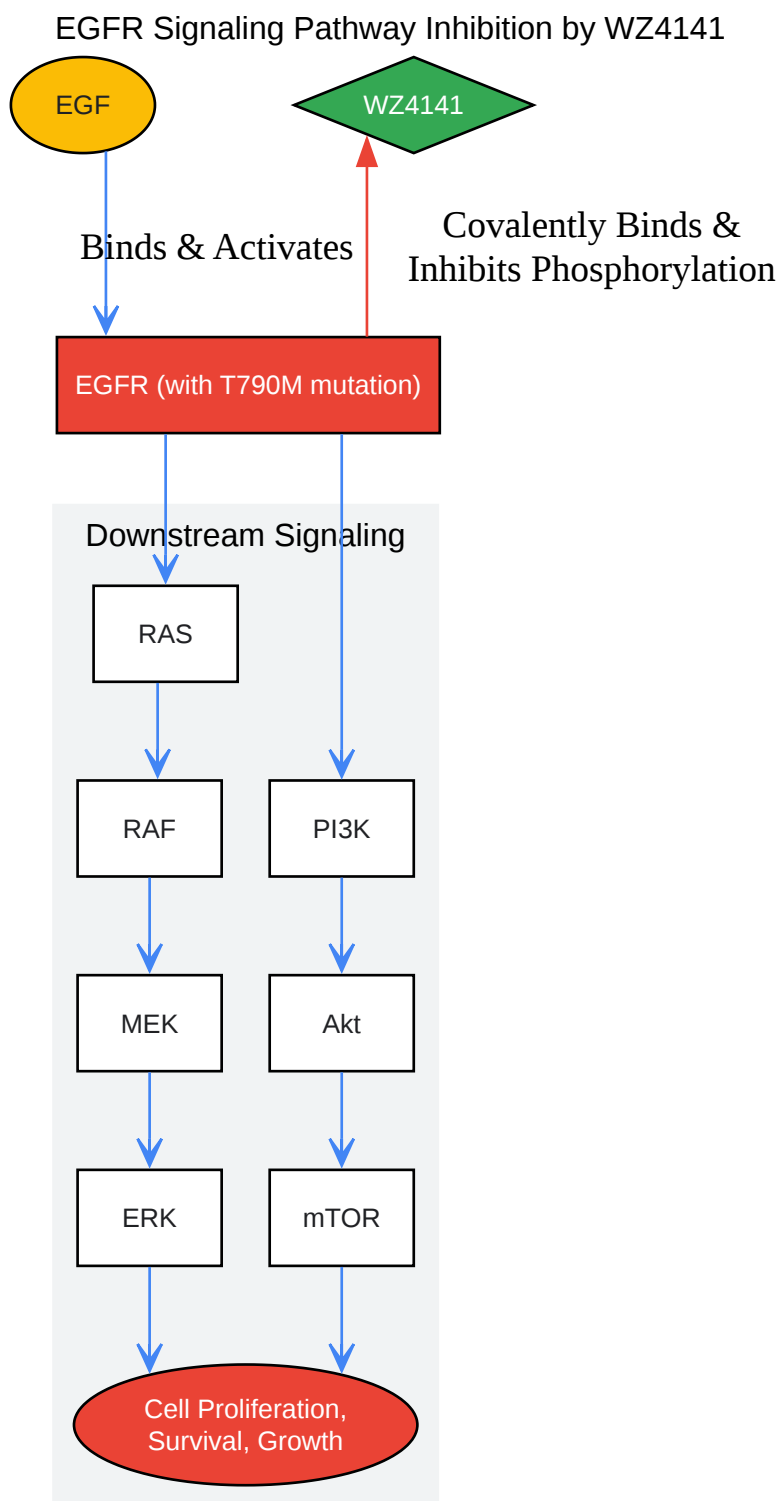 EGFR Signaling Pathway Inhibition by WZ4141
EGF
WZ4141
Binds & Activates
Covalently Binds &
Inhibits Phosphorylation
EGFR (with T790M mutation)
Downstream Signaling
RAS
RAF
PI3K
MEK
Akt
ERK
mTOR
Cell Proliferation,
Survival, Growth